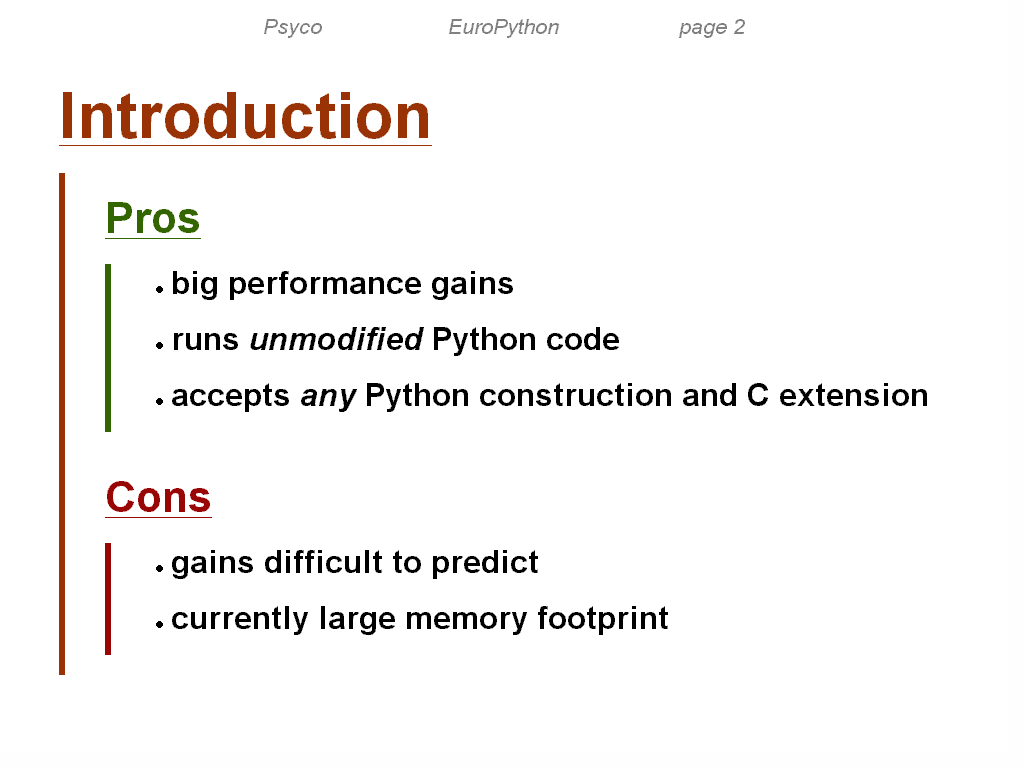 Psyco EuroPython page 2
Introduction
Pros
• big performance gains
• runs unmodified Python code
• accepts any Python construction and C extension
Cons
• gains difficult to predict
• currently large memory footprint